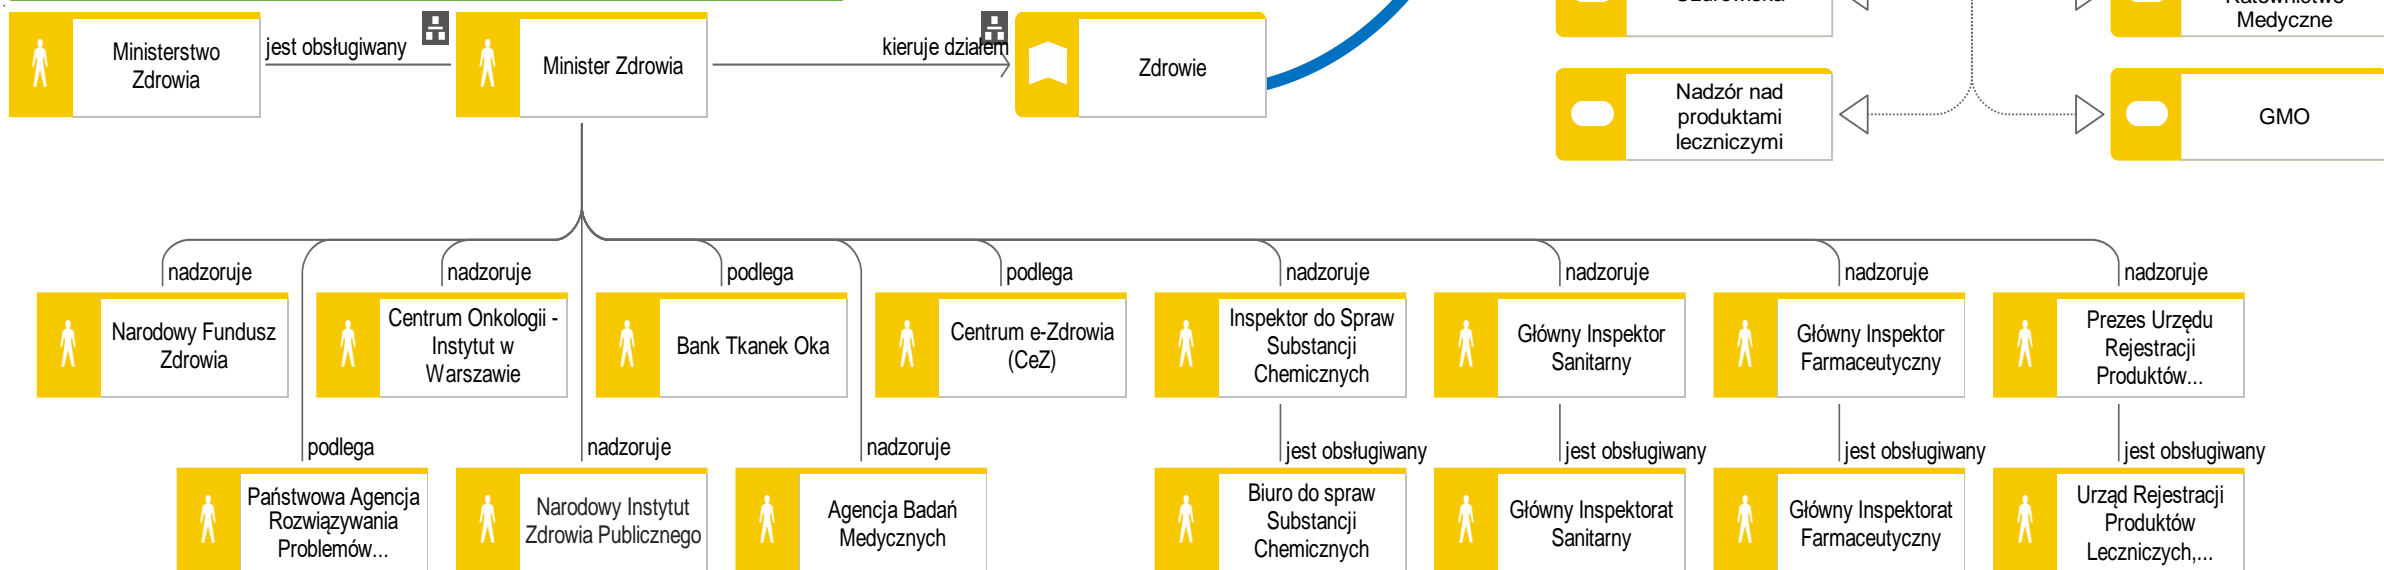 Medyczne
Ministerstwo
Zdrowia
jest obsługiwany
Minister Zdrowia
kieruje działem
Zdrowie
Nadzór nad
produktami
leczniczymi
GMO
nadzoruje
nadzoruje
podlega
podlega
nadzoruje
nadzoruje
nadzoruje
nadzoruje
Narodowy Fundusz
Zdrowia
Centrum Onkologii -
Instytut w
Warszawie
Bank Tkanek Oka
Centrum e-Zdrowia
(CeZ)
Inspektor do Spraw
Substancji
Chemicznych
Główny Inspektor
Sanitarny
Główny Inspektor
Farmaceutyczny
Prezes Urzędu
Rejestracji
Produktów...
podlega
nadzoruje
nadzoruje
jest obsługiwany
jest obsługiwany
jest obsługiwany
jest obsługiwany
Państwowa Agencja
Rozwiązywania
Problemów...
Narodowy Instytut
Zdrowia Publicznego
Agencja Badań
Medycznych
Biuro do spraw
Substancji
Chemicznych
Główny Inspektorat
Sanitarny
Główny Inspektorat
Farmaceutyczny
Urząd Rejestracji
Produktów
Leczniczych,...